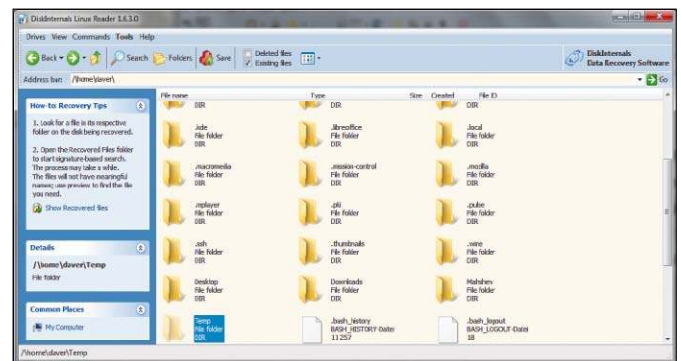 DiskInternals Linux Reader 1.6.3.0
Drives View Commands Tools Help
Back Search Folders Save Deleted files Existing files
DiskInternals Data Recovery Software
Address bar: /\home\daver\ Go
File name Type Size Created File ID
DIR DIR DIR
How-to: Recovery Tips
1. Look for a file is its respective
folder on the disk being recovered.
2. Open the Recovered Files folder
to start signature-based search.
The process may take a while.
The files will not have meaningful
names; use preview to find the file
you need.
Show Recovered files
Details
/\home\daver\Temp
File folder
Common Places
My Computer
.kde .libreoffice .local
File folder File folder File folder
DIR DIR DIR
.macromedia .mission-control .mozilla
File folder File folder File folder
DIR DIR DIR
.mplayer .pki .pulse
File folder File folder File folder
DIR DIR DIR
.ssh .thumbnails .wine
File folder File folder File folder
DIR DIR DIR
Desktop Downloads
File folder File folder File folder
DIR DIR DIR
Temp .bash_history .bash_logout
File folder BASH_HISTORY-Datei BASH_LOGOUT-Datei
DIR 11257 18
/\home\daver\Temp